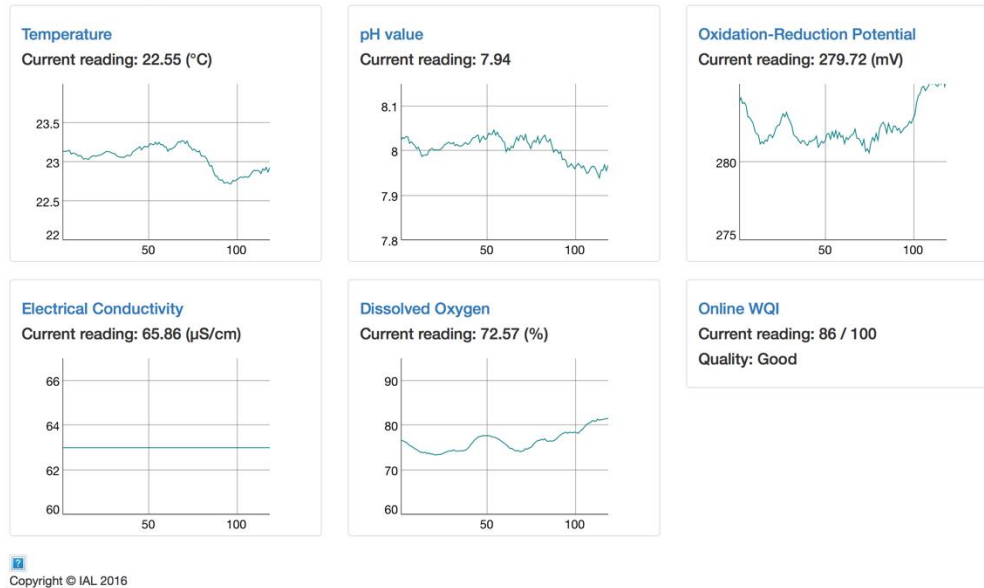 Temperature
Current reading: 22.55 (°C)
23.5
23
22.5
22
50 100
pH value
Current reading: 7.94
8.1
8
7.9
7.8
50 100
Oxidation-Reduction Potential
Current reading: 279.72 (mV)
280
275
50 100
Electrical Conductivity
Current reading: 65.86 (µS/cm)
66
64
62
60
50 100
Dissolved Oxygen
Current reading: 72.57 (%)
90
80
70
60
50 100
Online WQI
Current reading: 86 / 100
Quality: Good
?
Copyright © IAL 2016